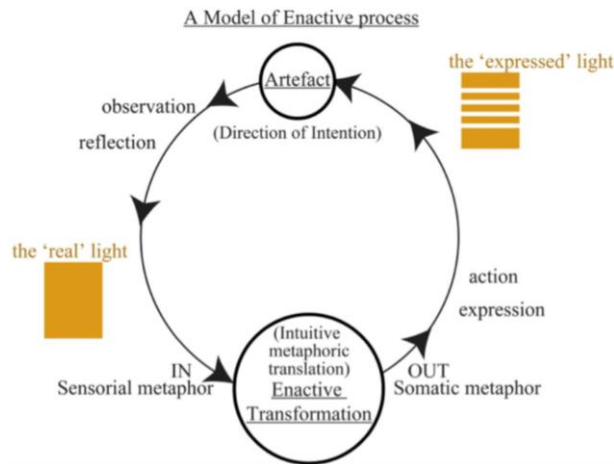 A Model of Enactive process
the 'expressed' light
Artefact
observation
(Direction of Intention)
reflection
the 'real' light
action
expression
(Intuitive
metaphoric
translation)
IN
OUT
Sensorial metaphor
Enactive
Somatic metaphor
Transformation